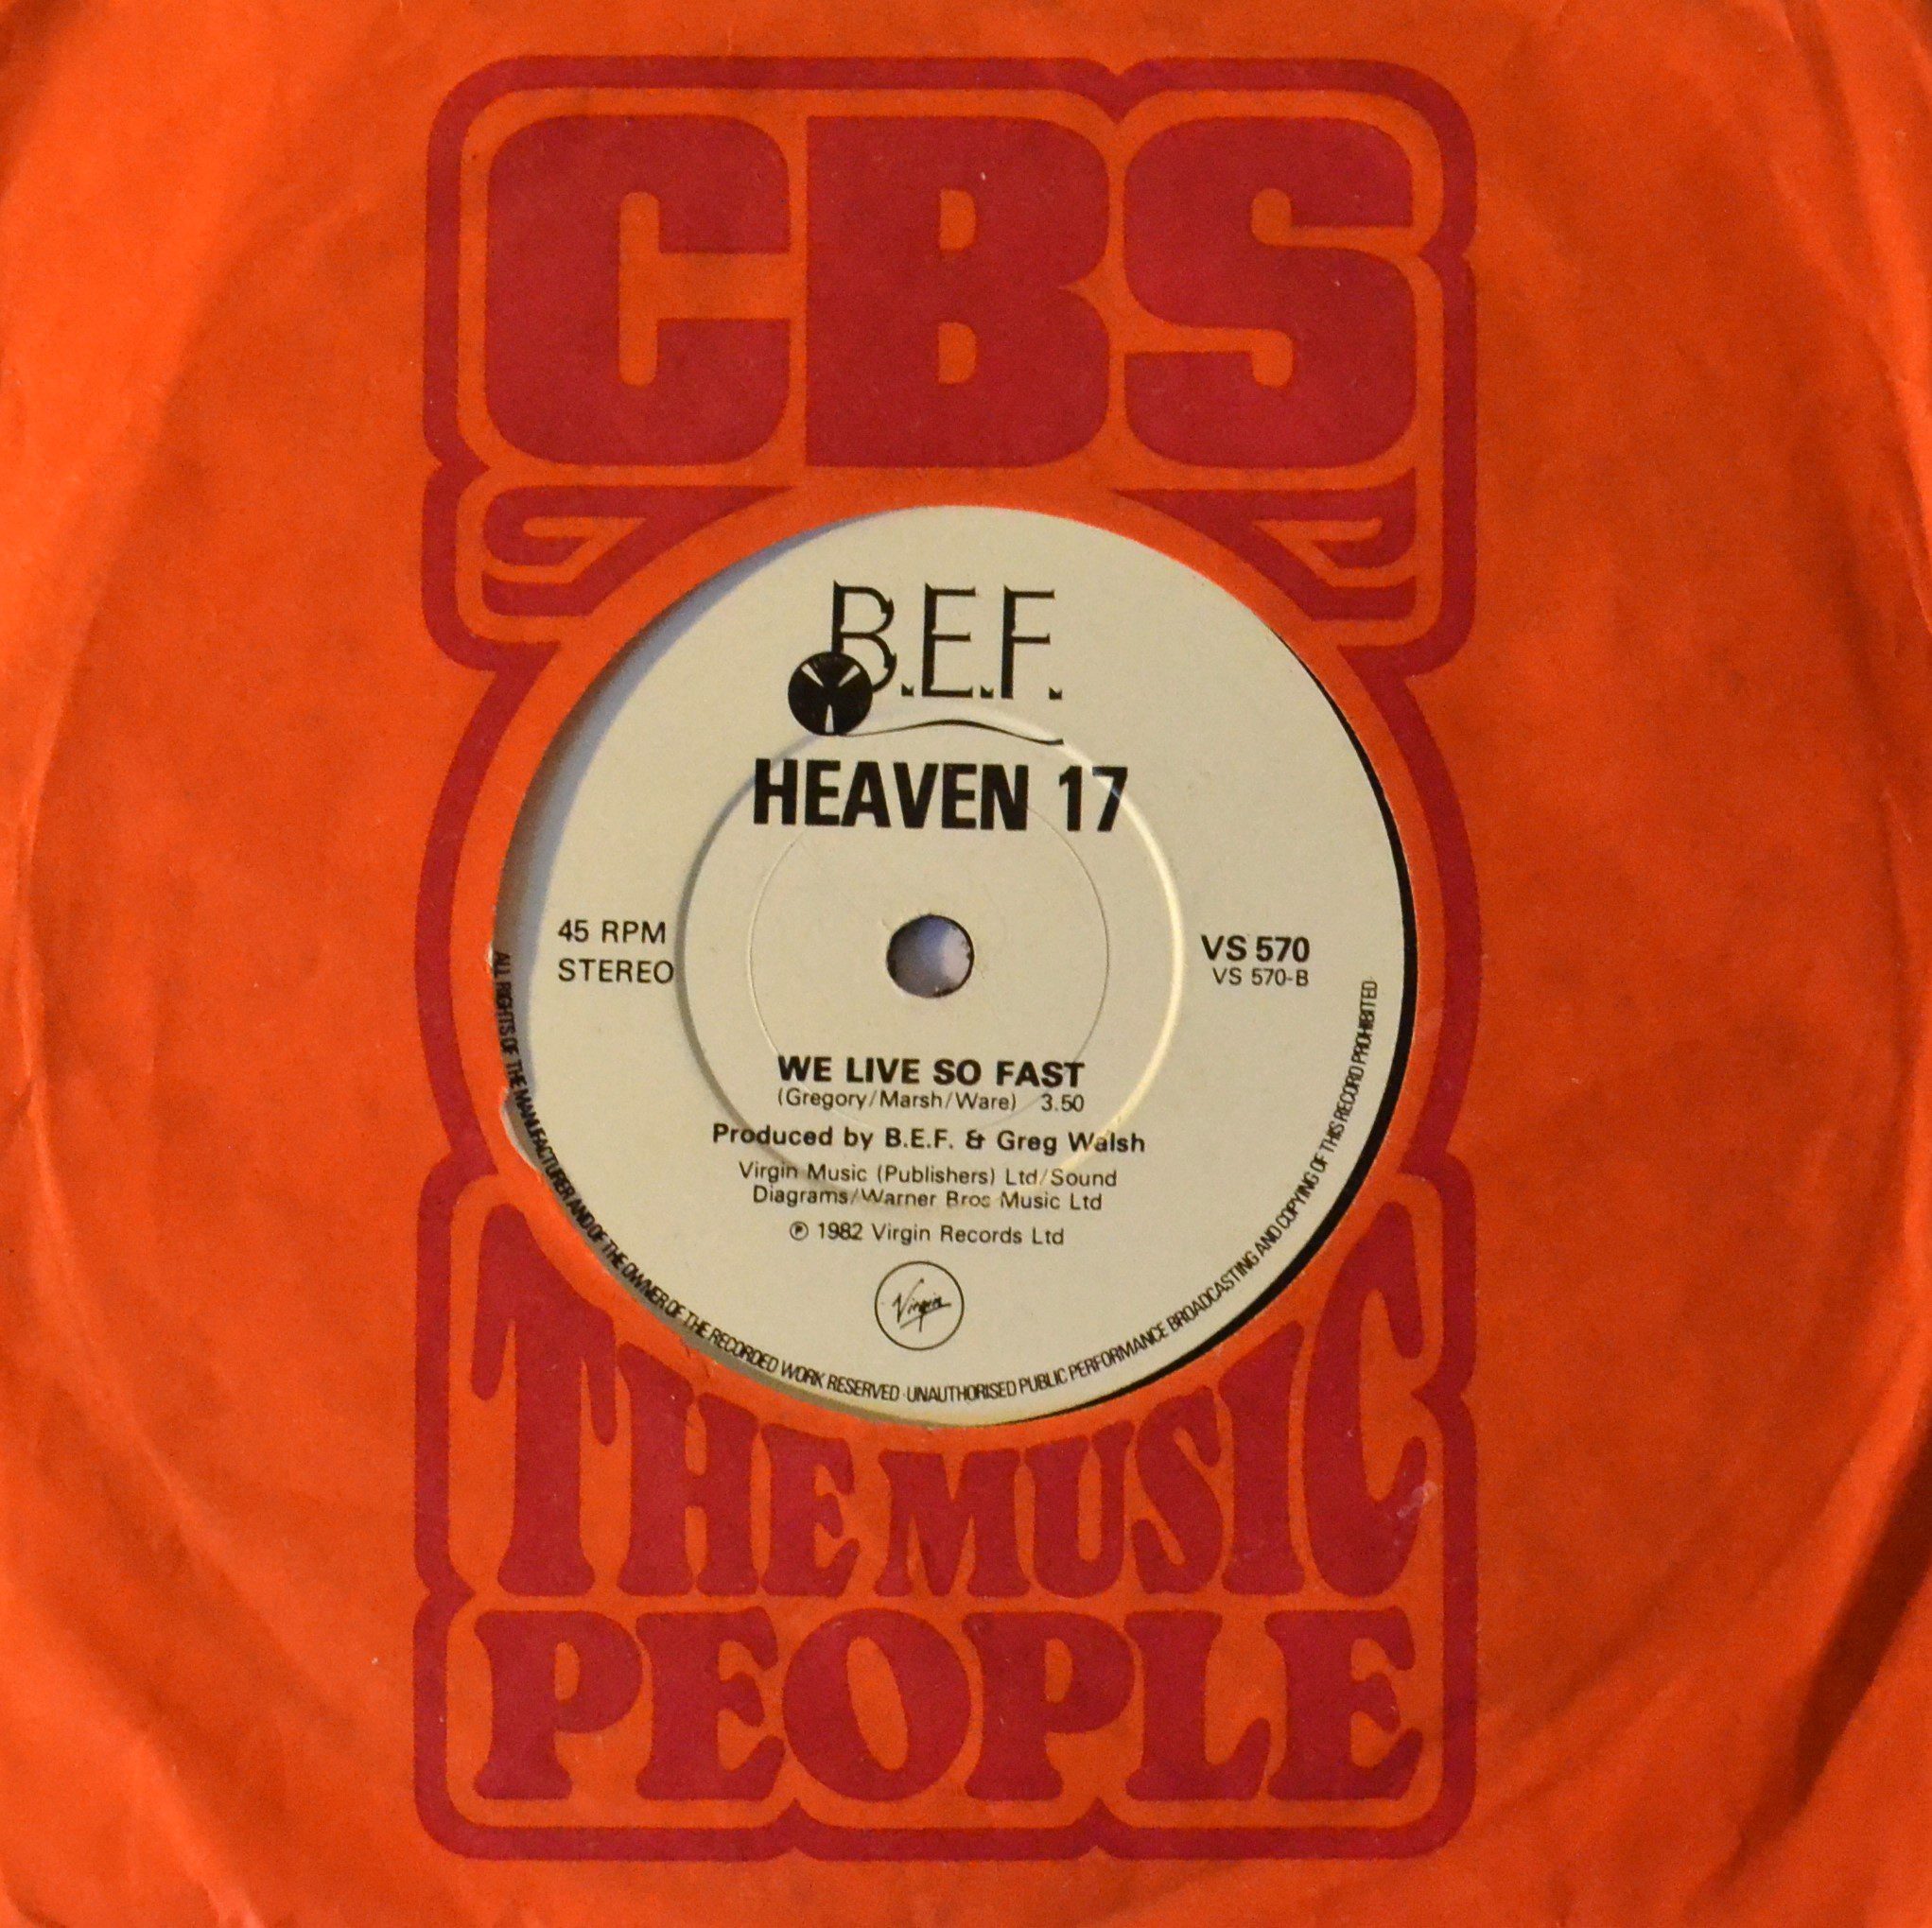 CBS
B.E.F.
HEAVEN 17
45 RPM
STEREO
VS 570
VS 570-B
WE LIVE SO FAST
(Gregory/Marsh/Ware) 3.50
Produced by B.E.F. & Greg Walsh
Virgin Music (Publishers) Ltd/Sound
Diagrams/Warner Bros Music Ltd
℗ 1982 Virgin Records Ltd
Virgin
ALL RIGHTS OF THE MANUFACTURER AND OF THE OWNER OF THE RECORDED WORK RESERVED · UNAUTHORISED PUBLIC PERFORMANCE BROADCASTING AND COPYING OF THIS RECORD PROHIBITED
THE MUSIC
PEOPLE